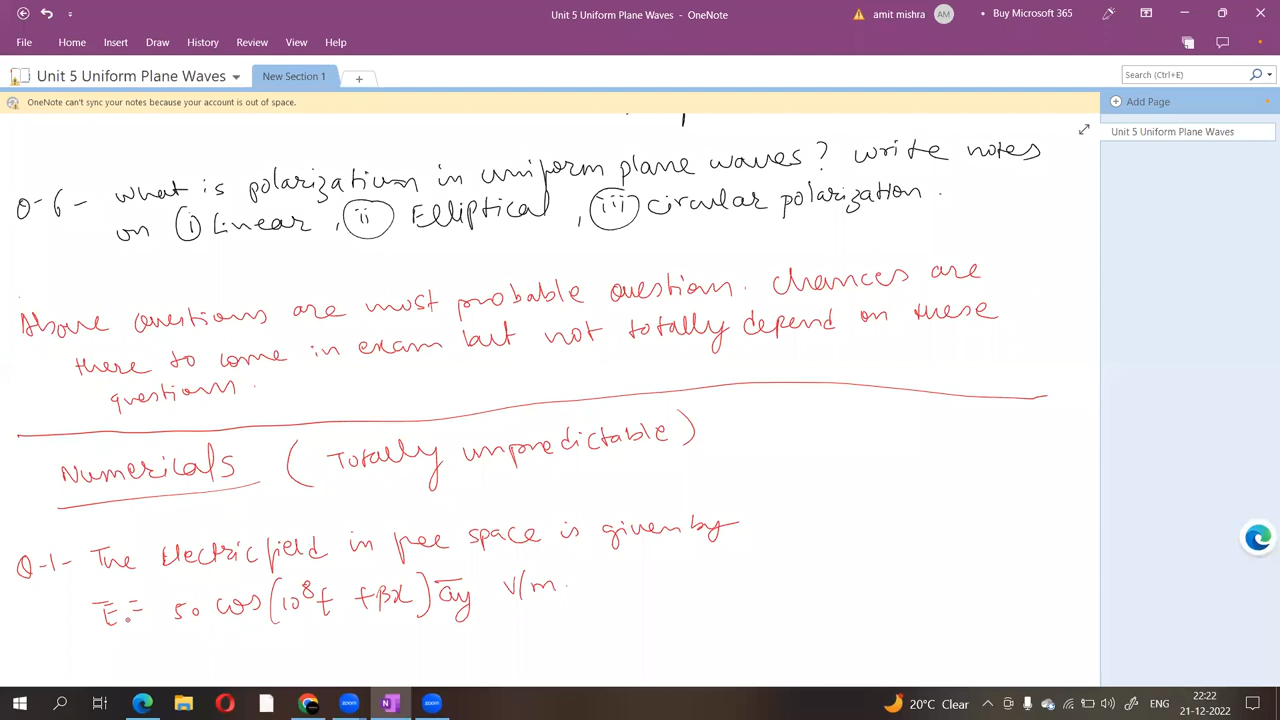 Unit 5 Uniform Plane Waves - OneNote
amit mishra AM Buy Microsoft 365
File Home Insert Draw History Review View Help
Unit 5 Uniform Plane Waves New Section 1 +
Search (Ctrl+E)
OneNote can't sync your notes because your account is out of space.
Add Page
Unit 5 Uniform Plane Waves
Q-6- What is polarization in uniform plane waves? Write notes
on (i) Linear, (ii) Elliptical, (iii) circular polarization.
Above questions are most probable question. Chances are
there to come in exam but not totally depend on these
questions.
Numericals (Totally unpredictable)
Q-1- The Electric field in free space is given by
E̅ = 50 cos(10⁸t +βx) a̅y V/m.
20°C Clear
22:22
21-12-2022